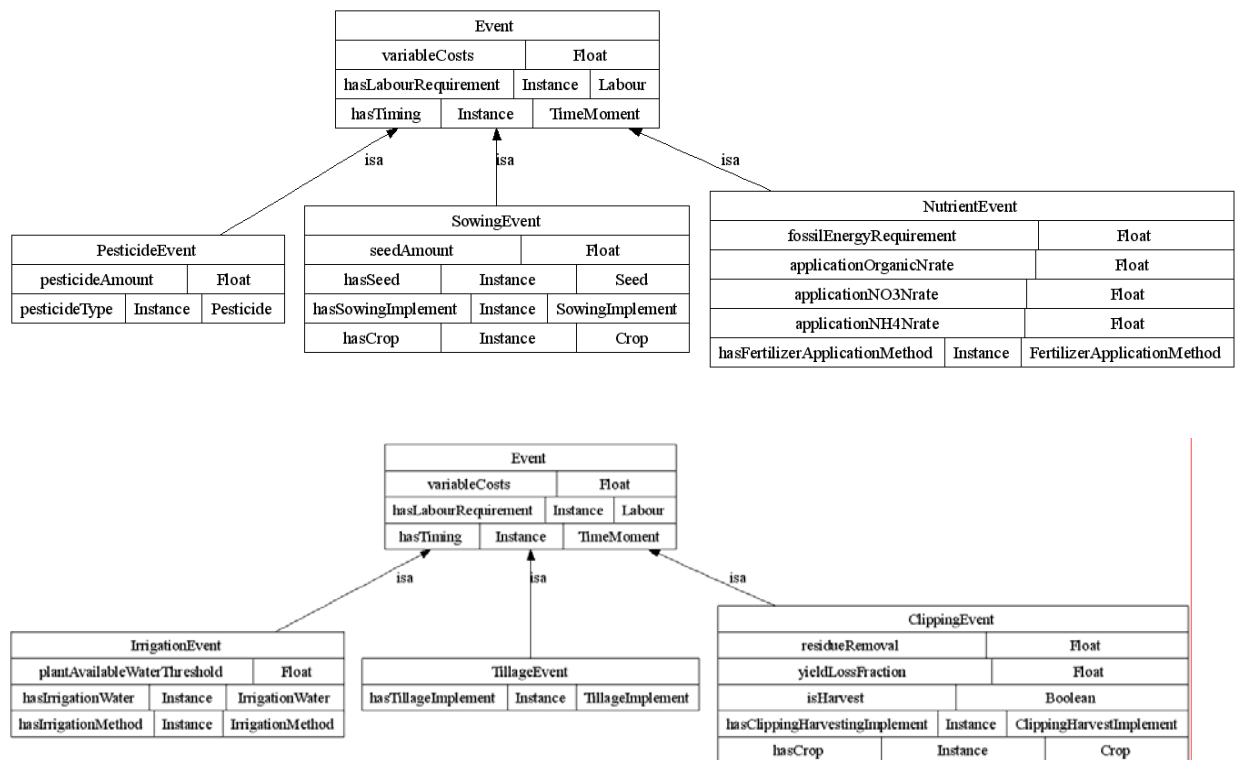 Event
variableCosts Float
hasLabourRequirement Instance Labour
hasTiming Instance TimeMoment
isa isa isa
PesticideEvent
pesticideAmount Float
pesticideType Instance Pesticide
SowingEvent
seedAmount Float
hasSeed Instance Seed
hasSowingImplement Instance SowingImplement
hasCrop Instance Crop
NutrientEvent
fossilEnergyRequirement Float
applicationOrganicNrate Float
applicationNO3Nrate Float
applicationNH4Nrate Float
hasFertilizerApplicationMethod Instance FertilizerApplicationMethod
Event
variableCosts Float
hasLabourRequirement Instance Labour
hasTiming Instance TimeMoment
isa isa isa
IrrigationEvent
plantAvailableWaterThreshold Float
hasIrrigationWater Instance IrrigationWater
hasIrrigationMethod Instance IrrigationMethod
TillageEvent
hasTillageImplement Instance TillageImplement
ClippingEvent
residueRemoval Float
yieldLossFraction Float
isHarvest Boolean
hasClippingHarvestingImplement Instance ClippingHarvestImplement
hasCrop Instance Crop